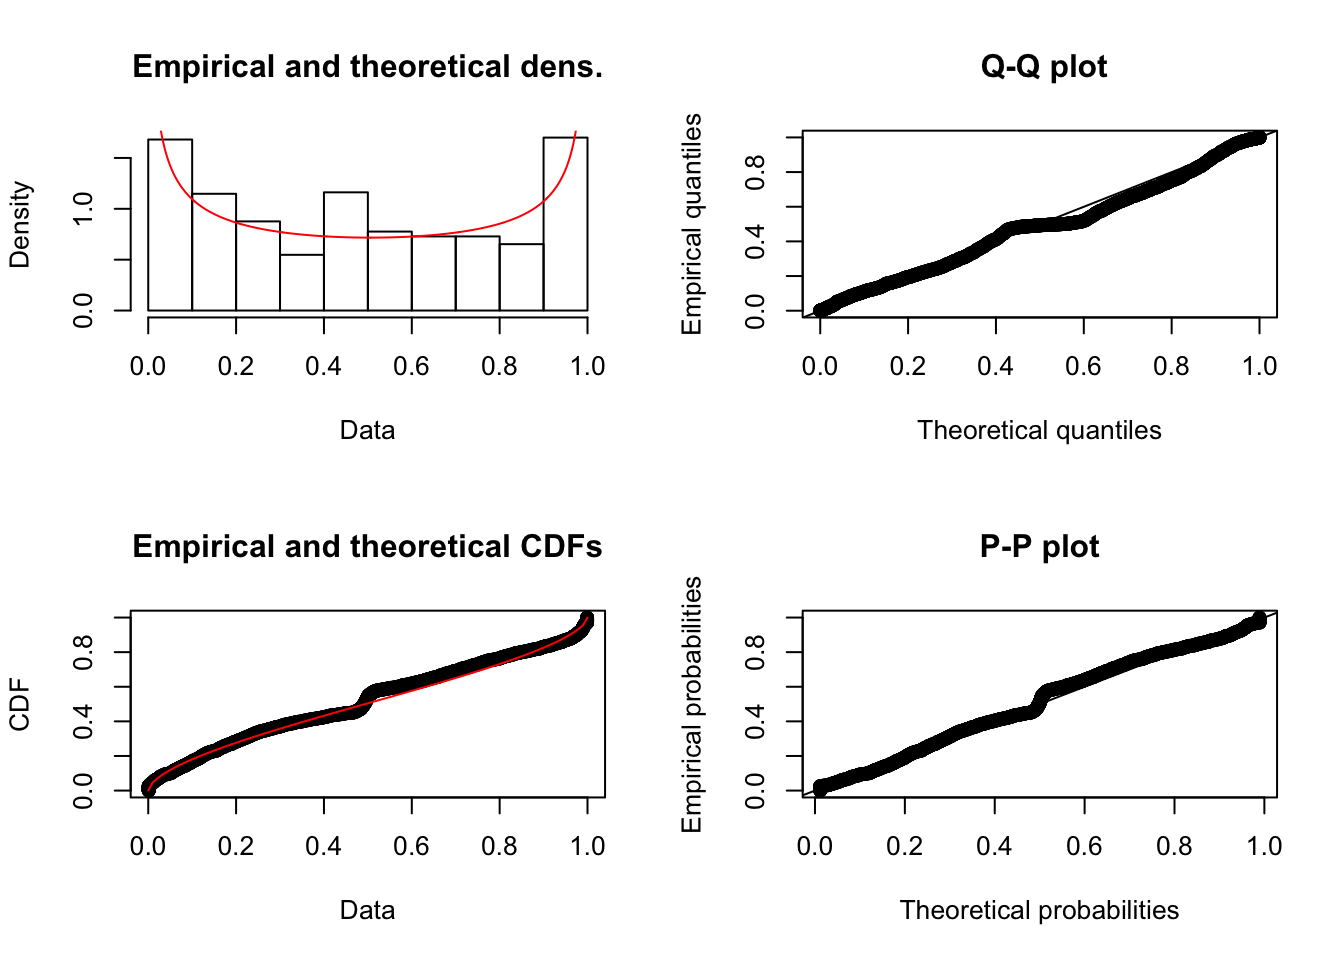 Empirical and theoretical dens.
Density
0.0 1.0
0.0 0.2 0.4 0.6 0.8 1.0
Data
Q-Q plot
Empirical quantiles
0.0 0.4 0.8
0.0 0.2 0.4 0.6 0.8 1.0
Theoretical quantiles
Empirical and theoretical CDFs
CDF
0.0 0.4 0.8
0.0 0.2 0.4 0.6 0.8 1.0
Data
P-P plot
Empirical probabilities
0.0 0.4 0.8
0.0 0.2 0.4 0.6 0.8 1.0
Theoretical probabilities